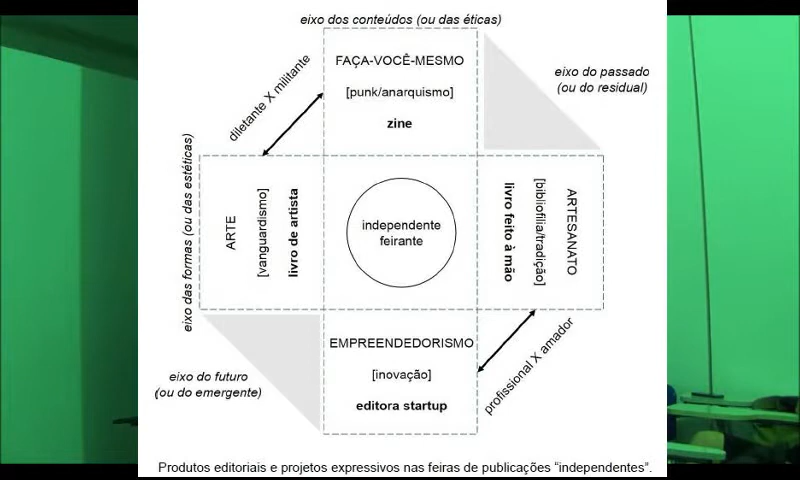 eixo dos conteúdos (ou das éticas)
FAÇA-VOCÊ-MESMO
[punk/anarquismo]
zine
diletante X militante
eixo do passado
(ou do residual)
eixo das formas (ou das estéticas)
ARTE
[vanguardismo]
livro de artista
independente
feirante
ARTESANATO
[bibliofilia/tradição]
livro feito à mão
EMPREENDEDORISMO
[inovação]
editora startup
profissional X amador
eixo do futuro
(ou do emergente)
Produtos editoriais e projetos expressivos nas feiras de publicações “independentes”.